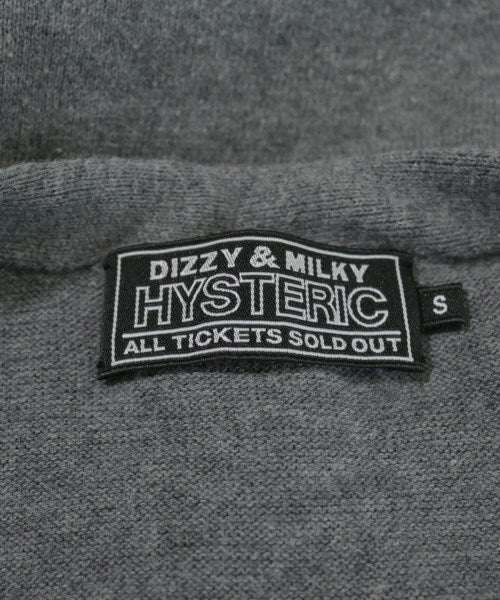 DIZZY & MILKY
HYSTERIC
ALL TICKETS SOLD OUT
S